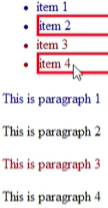 item 1
item 2
item 3
item 4
This is paragraph 1
This is paragraph 2
This is paragraph 3
This is paragraph 4